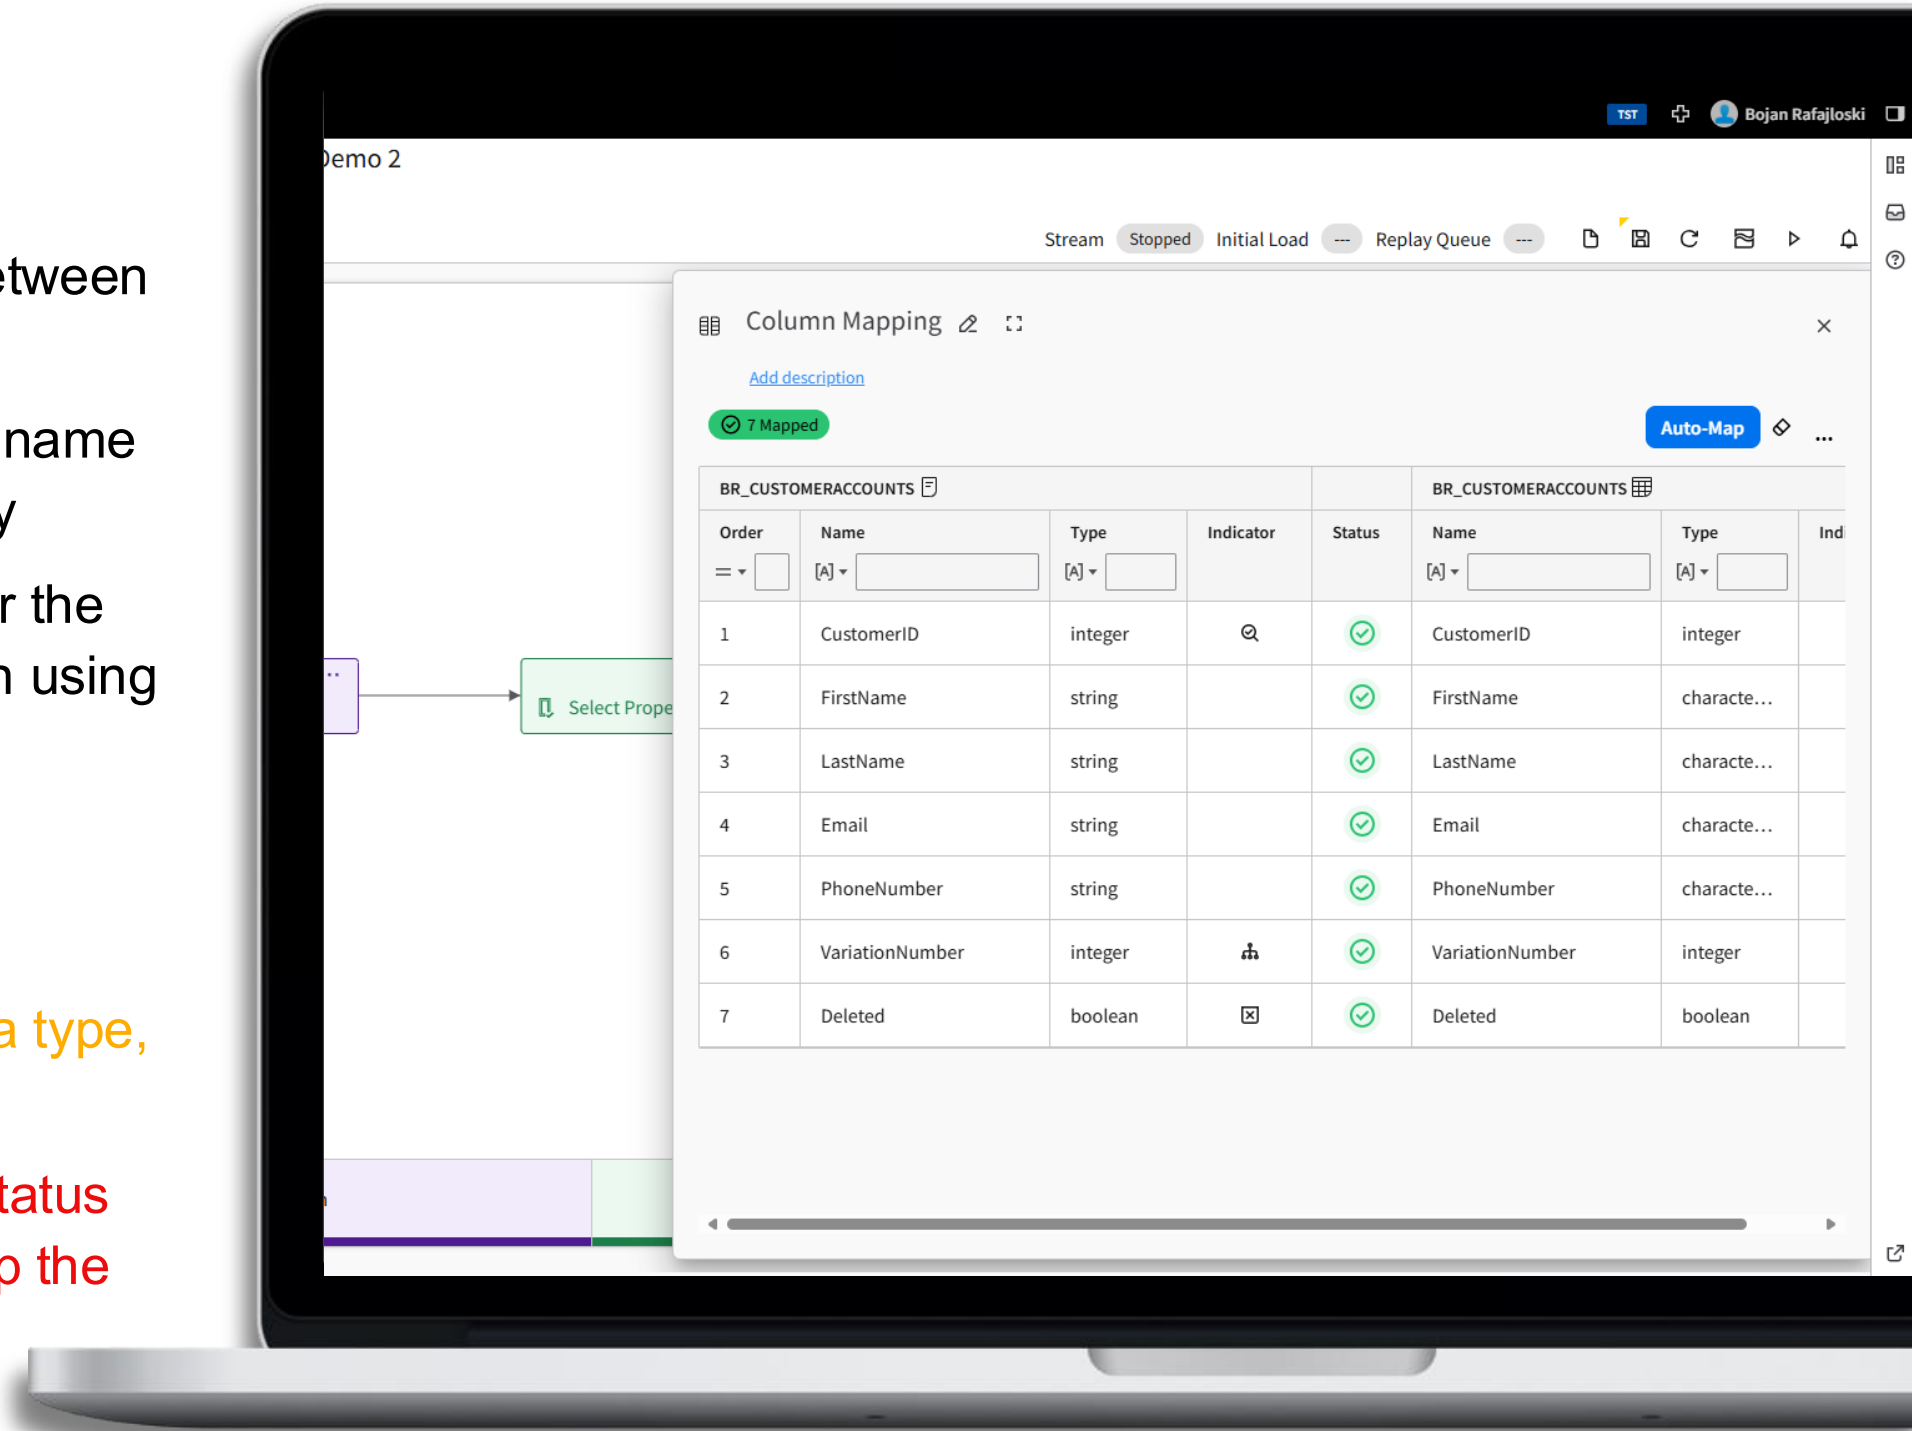 etween
name
y
r the
n using
a type,
tatus
p the
TST Bojan Rafajloski
Demo 2
Stream Stopped Initial Load --- Replay Queue ---
Column Mapping
Add description
7 Mapped
Auto-Map ...
BR_CUSTOMERACCOUNTS BR_CUSTOMERACCOUNTS
Order Name Type Indicator Status Name Type Indi
= [A] [A] [A] [A]
1 CustomerID integer CustomerID integer
2 FirstName string FirstName characte...
3 LastName string LastName characte...
4 Email string Email characte...
5 PhoneNumber string PhoneNumber characte...
6 VariationNumber integer VariationNumber integer
7 Deleted boolean Deleted boolean
Select Prope